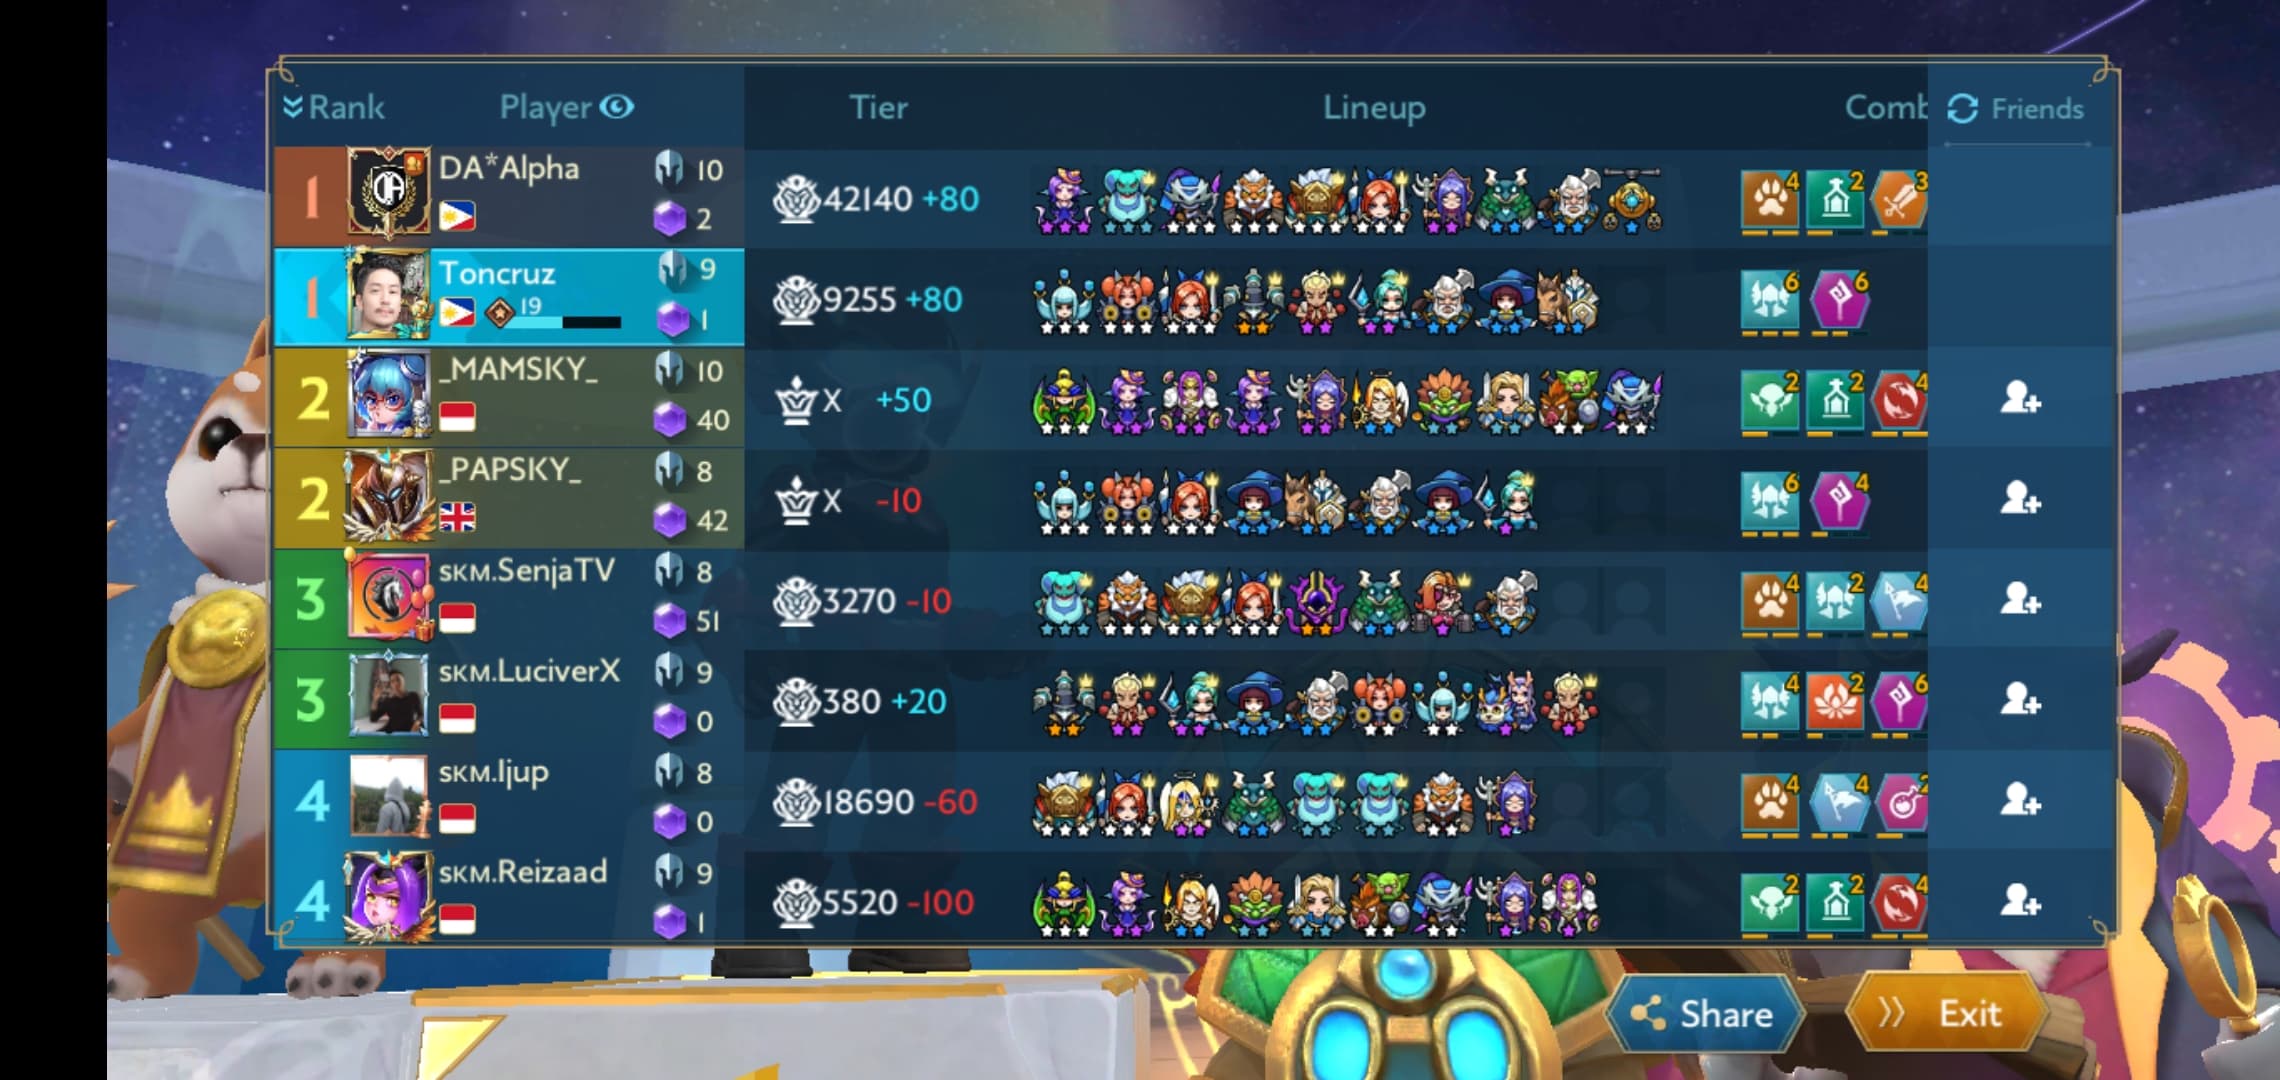 Rank Player Tier Lineup Comb Friends
1 DA*Alpha 10 2 42140 +80 4 2 3
1 Toncruz 19 9 1 9255 +80 6 6
2 _MAMSKY_ 10 40 X +50 2 2 4
2 _PAPSKY_ 8 42 X -10 6 4
3 SKM.SenjaTV 8 51 3270 -10 4 2 4
3 SKM.LuciverX 9 0 380 +20 4 2 6
4 SKM.Ijup 8 0 18690 -60 4 4 2
4 SKM.Reizaad 9 1 5520 -100 2 2 4
Share Exit